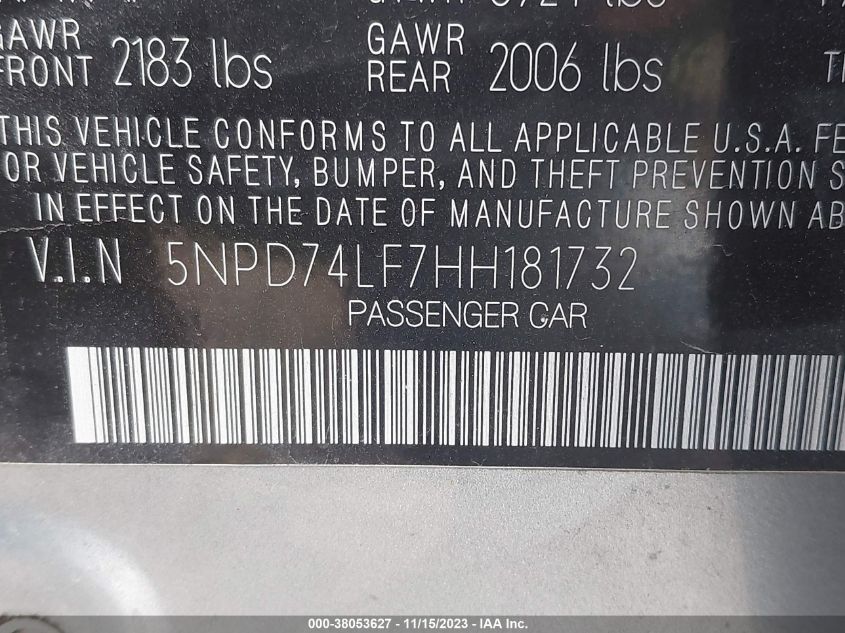 GAWR FRONT 2183 lbs GAWR REAR 2006 lbs
THIS VEHICLE CONFORMS TO ALL APPLICABLE U.S.A.
OR VEHICLE SAFETY, BUMPER, AND THEFT PREVENTION S
IN EFFECT ON THE DATE OF MANUFACTURE SHOWN AB
V.I.N 5NPD74LF7HH181732
PASSENGER CAR
000-38053627 - 11/15/2023 - IAA Inc.